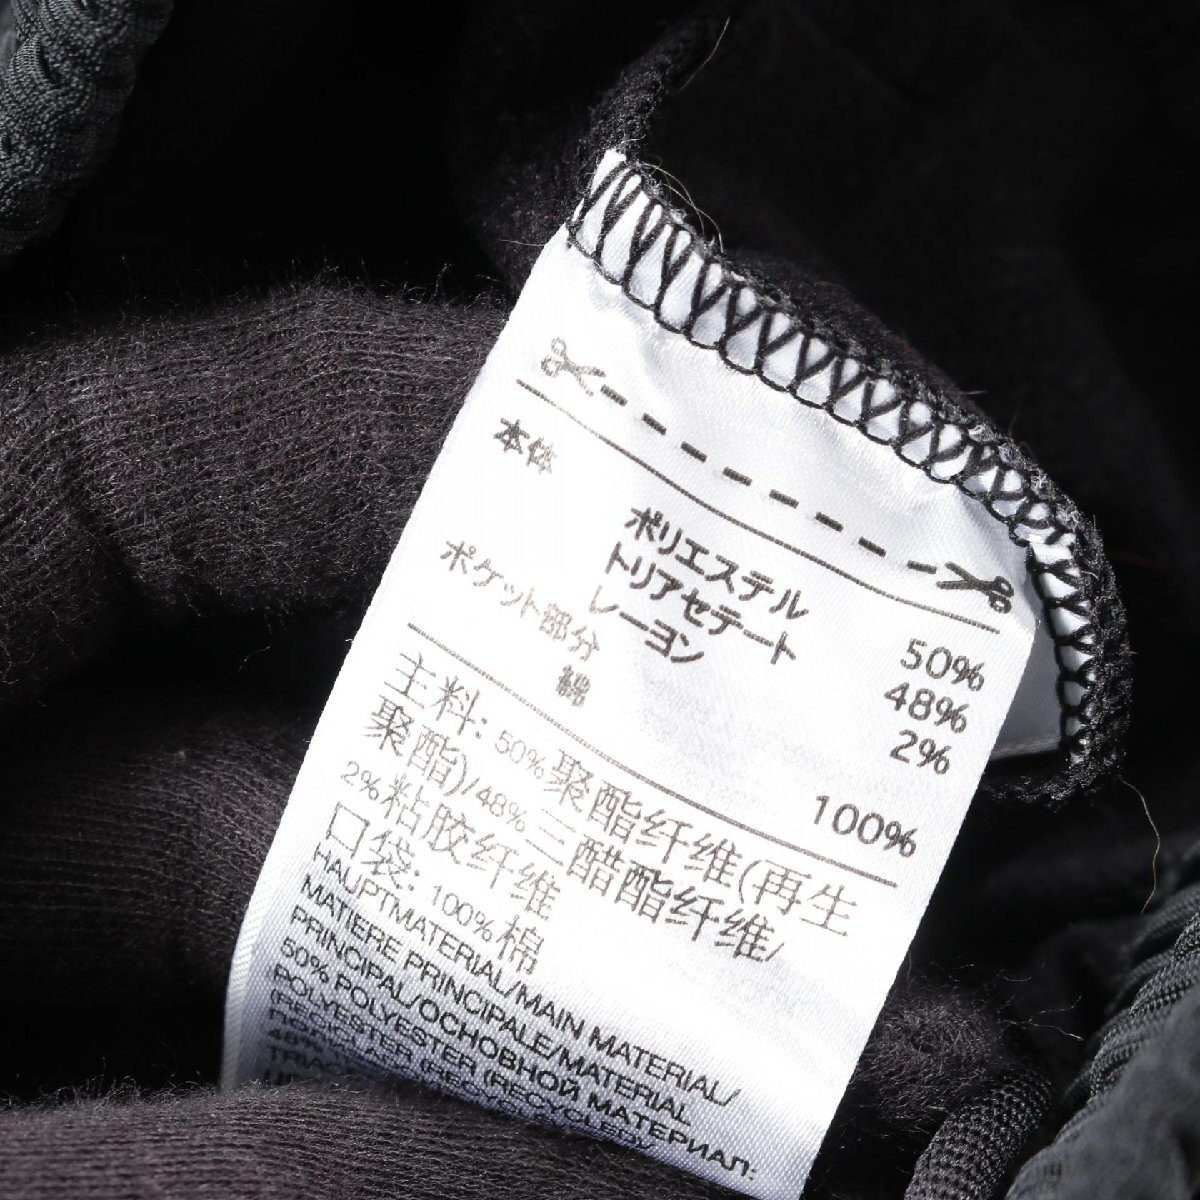 本体
ポリエステル 50%
トリアセテート 48%
レーヨン 2%
ポケット部分
綿 100%
主料: 50%聚酯纤维(再生
聚酯)/48%三醋酯纤维/
2%粘胶纤维
口袋: 100%棉
HAUPTMATERIAL/MAIN MATERIAL/
MATIERE PRINCIPALE/MATERIAL
PRINCIPAL/ОСНОВНОЙ МАТЕРИАЛ:
50% POLYESTER (RECYCLED)